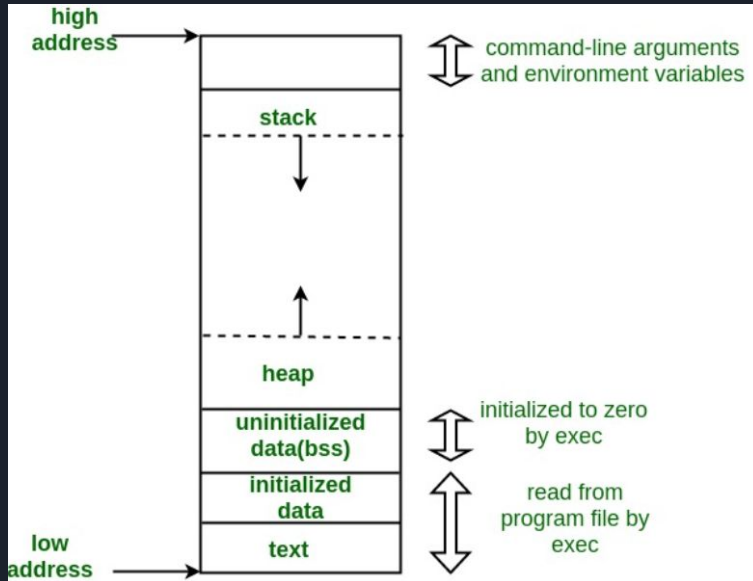 high
address
command-line arguments
and environment variables
stack
heap
uninitialized
data(bss)
initialized to zero
by exec
initialized
data
read from
program file by
exec
text
low
address